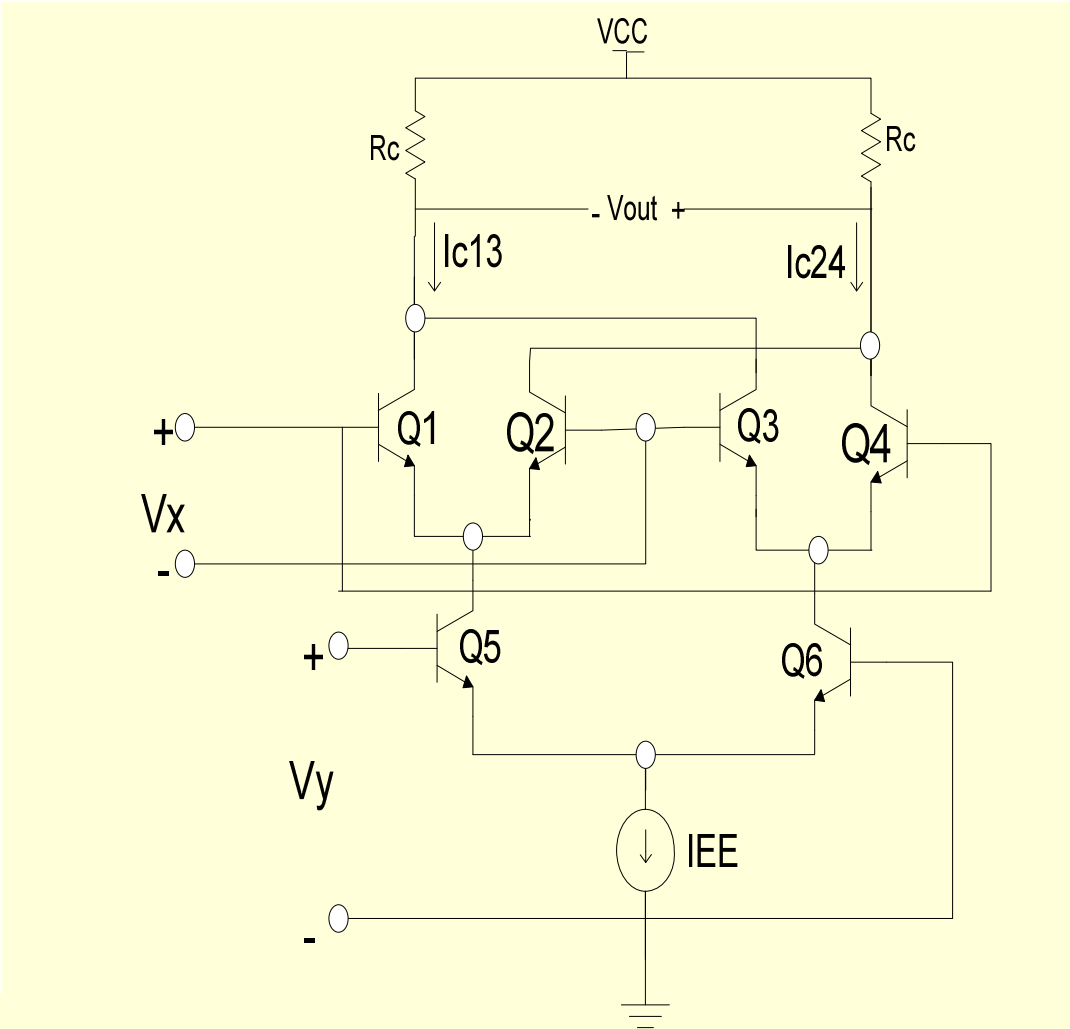 VCC
Rc
Rc
- Vout +
Ic13
Ic24
+
Q1
Q2
Q3
Q4
Vx
-
+
Q5
Q6
Vy
IEE
-